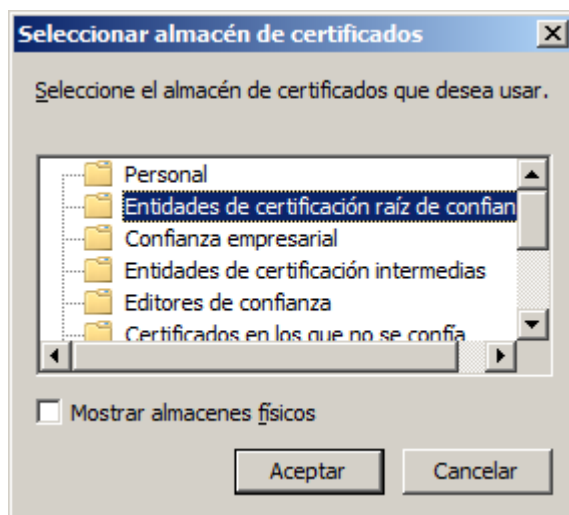 Seleccionar almacén de certificados
Seleccione el almacén de certificados que desea usar.
Personal
Entidades de certificación raíz de confian
Confianza empresarial
Entidades de certificación intermedias
Editores de confianza
Certificados en los que no se confía
Mostrar almacenes físicos
Aceptar
Cancelar